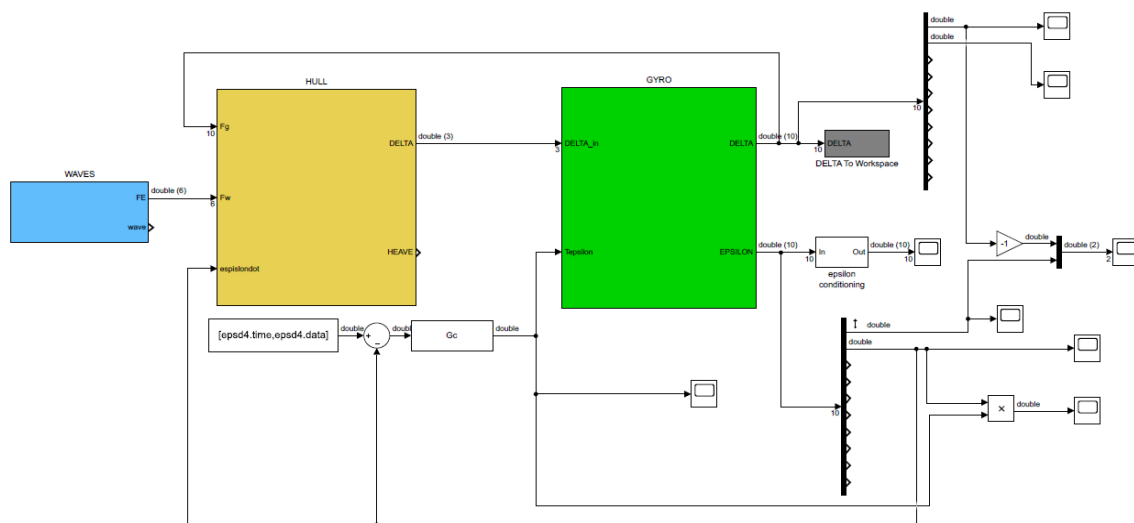 double
double
HULL
GYRO
10
Fg
10
DELTA
double (3)
DELTA_in
3
DELTA
double (10)
10
DELTA
DELTA To Workspace
WAVES
FE
double (6)
Fw
6
wave
-1
double
double (2)
2
HEAVE
Tepsilon
EPSILON
double (10)
In
10
Out
double (10)
10
epsilon
conditioning
espislondot
[epsd4.time,epsd4.data]
double
+
−
double
Gc
double
double
double
10
×
double